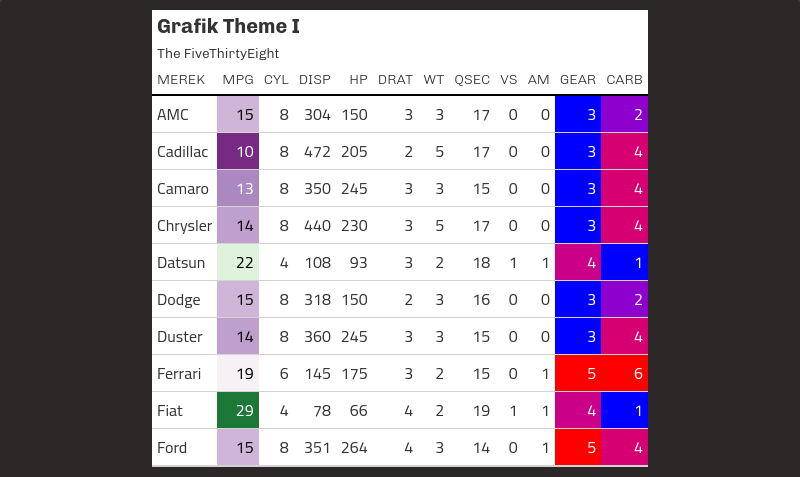 Grafik Theme I
The FiveThirtyEight
MEREK MPG CYL DISP HP DRAT WT QSEC VS AM GEAR CARB
AMC 15 8 304 150 3 3 17 0 0 3 2
Cadillac 10 8 472 205 2 5 17 0 0 3 4
Camaro 13 8 350 245 3 3 15 0 0 3 4
Chrysler 14 8 440 230 3 5 17 0 0 3 4
Datsun 22 4 108 93 3 2 18 1 1 4 1
Dodge 15 8 318 150 2 3 16 0 0 3 2
Duster 14 8 360 245 3 3 15 0 0 3 4
Ferrari 19 6 145 175 3 2 15 0 1 5 6
Fiat 29 4 78 66 4 2 19 1 1 4 1
Ford 15 8 351 264 4 3 14 0 1 5 4